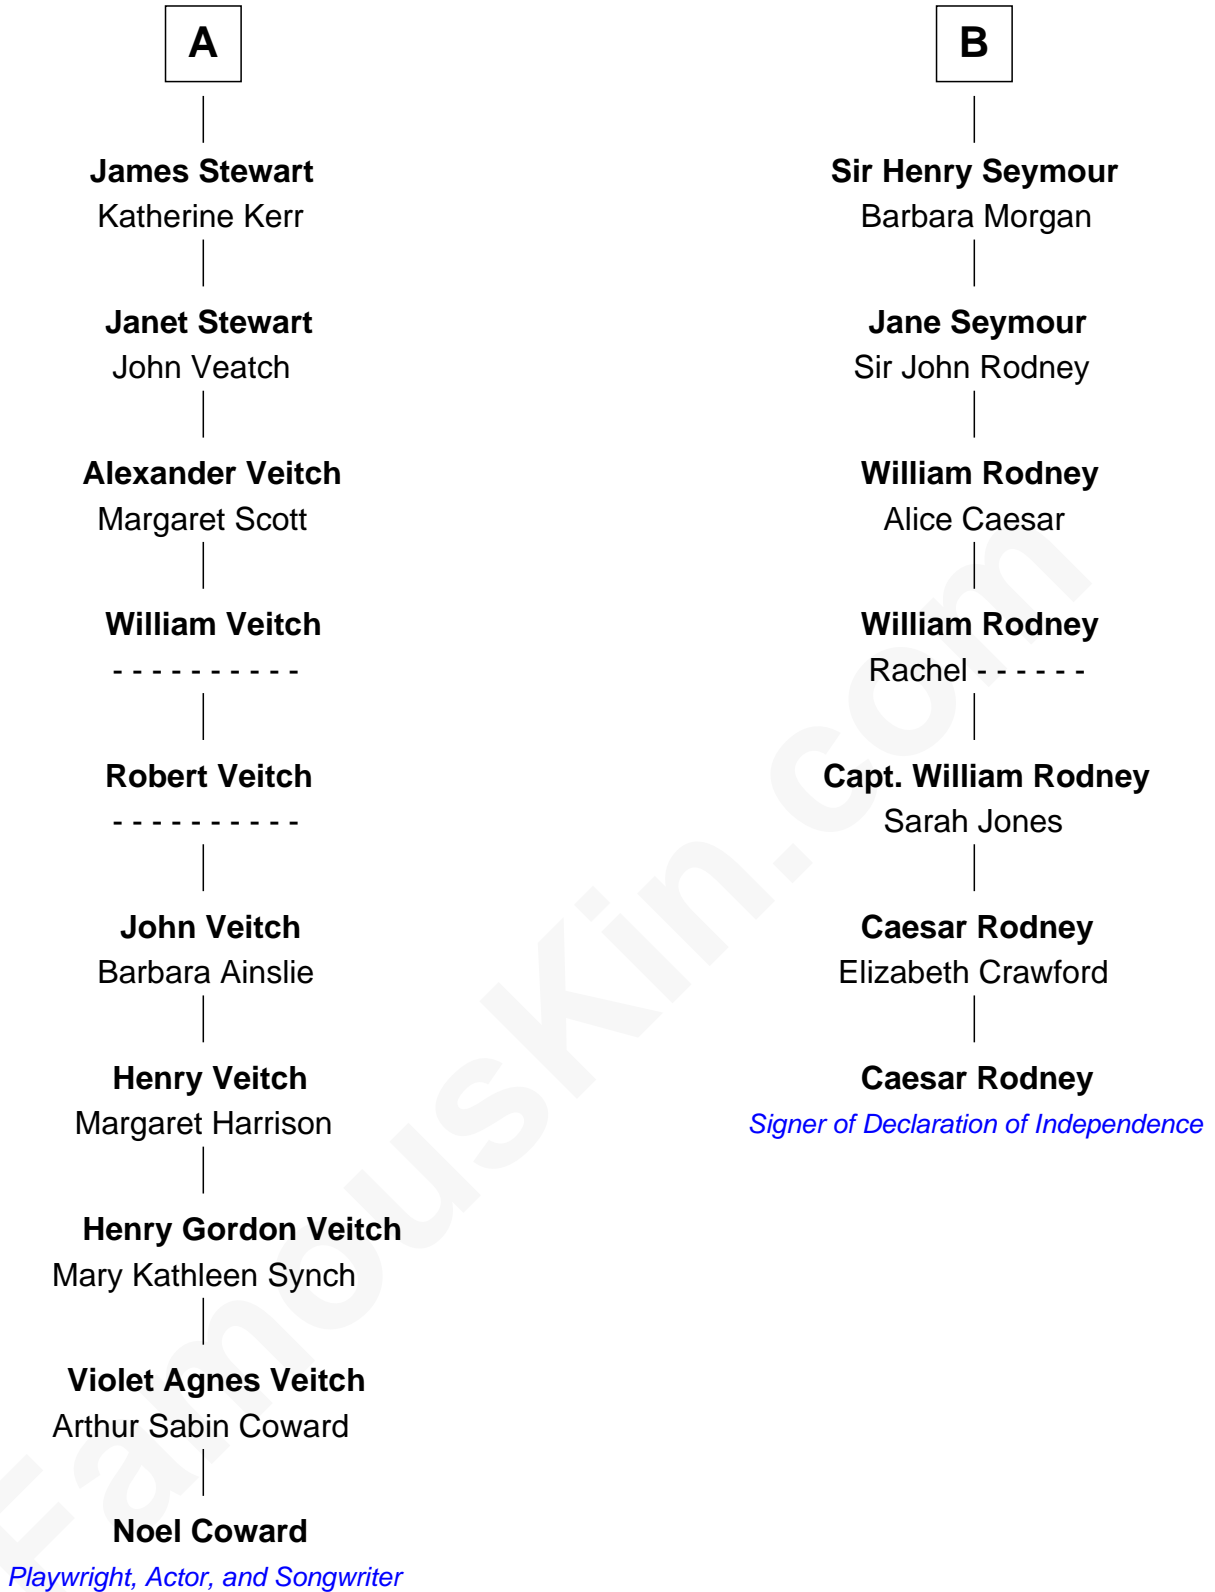 A
James Stewart
Katherine Kerr
Janet Stewart
John Veatch
Alexander Veitch
Margaret Scott
William Veitch
- - - - - - - - - -
Robert Veitch
- - - - - - - - - -
John Veitch
Barbara Ainslie
Henry Veitch
Margaret Harrison
Henry Gordon Veitch
Mary Kathleen Synch
Violet Agnes Veitch
Arthur Sabin Coward
Noel Coward
Playwright, Actor, and Songwriter
B
Sir Henry Seymour
Barbara Morgan
Jane Seymour
Sir John Rodney
William Rodney
Alice Caesar
William Rodney
Rachel - - - - - -
Capt. William Rodney
Sarah Jones
Caesar Rodney
Elizabeth Crawford
Caesar Rodney
Signer of Declaration of Independence
FamousKin.com